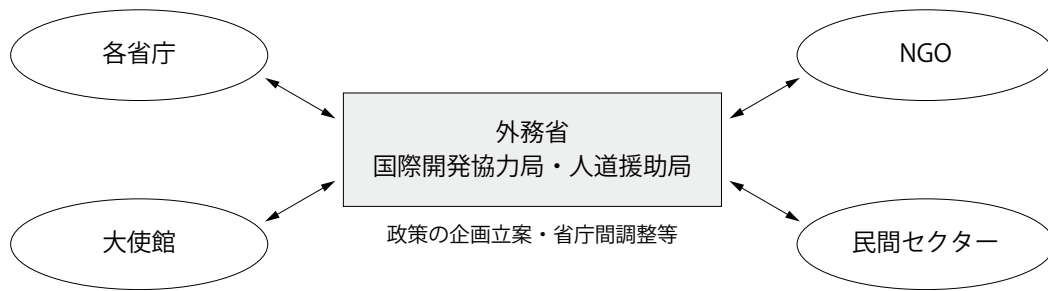 各省庁
NGO
外務省
国際開発協力局・人道援助局
大使館
政策の企画立案・省庁間調整等
民間セクター